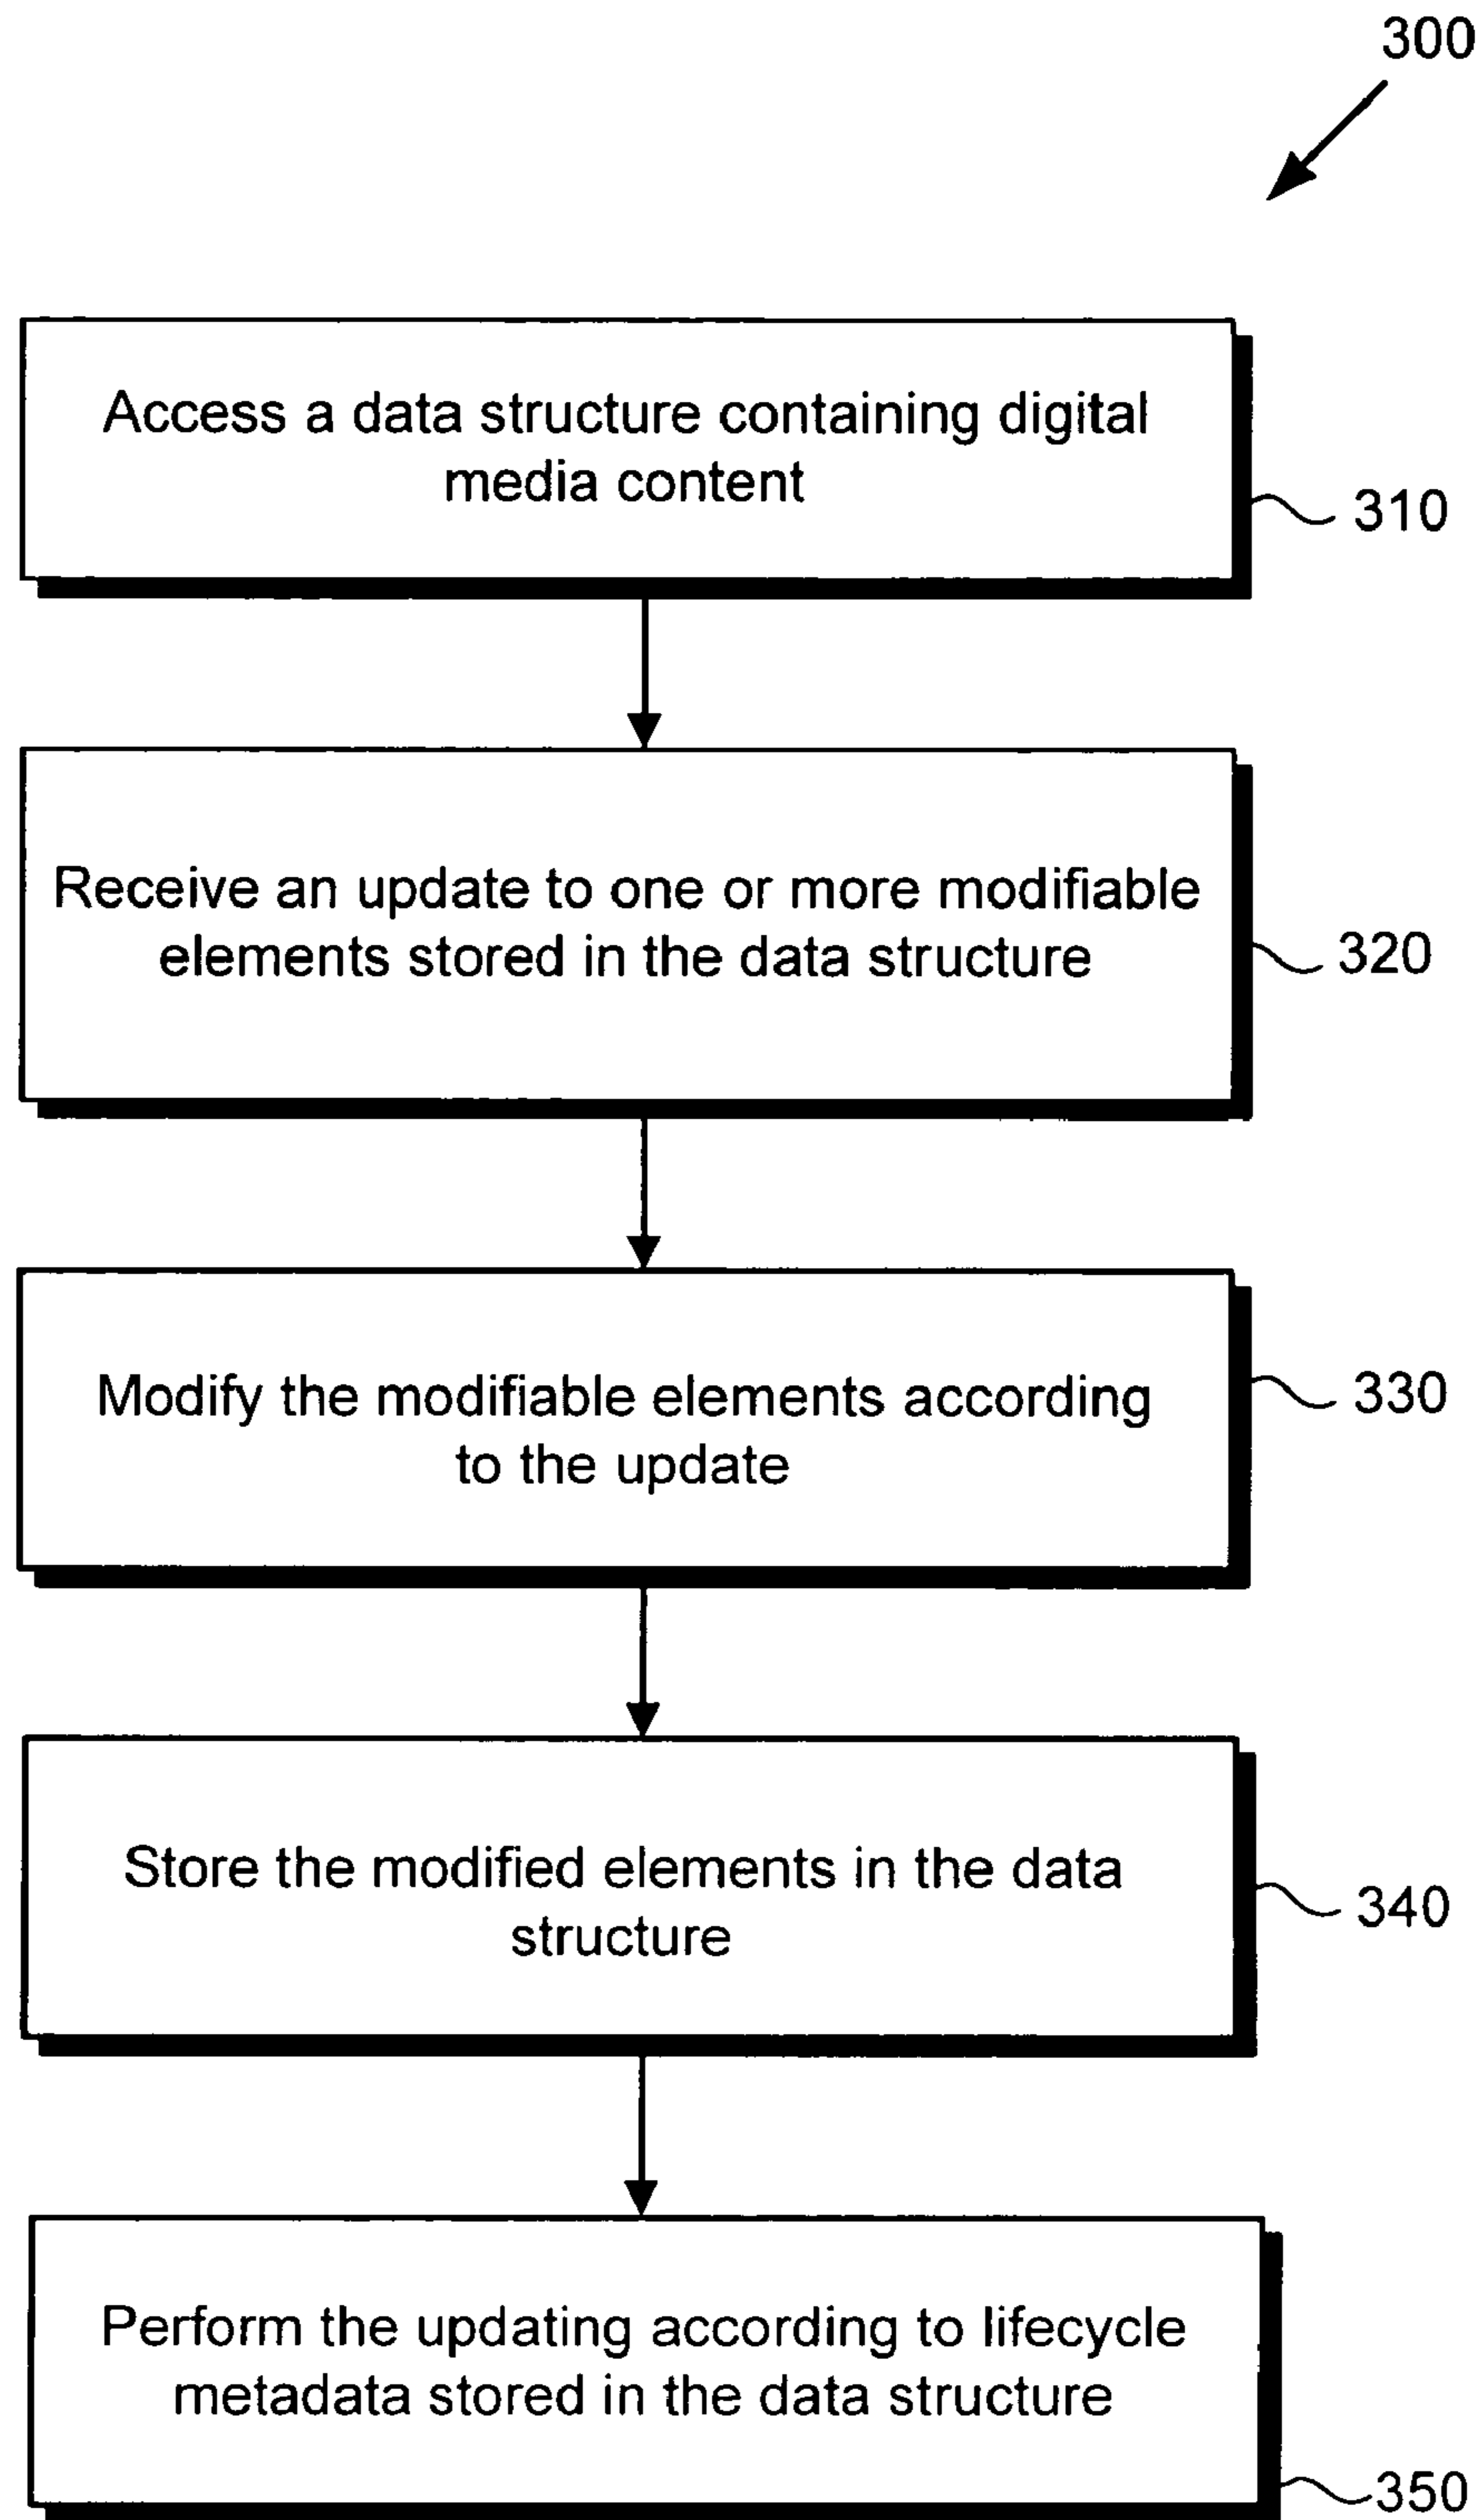 300
Access a data structure containing digital
media content
310
Receive an update to one or more modifiable
elements stored in the data structure
320
Modify the modifiable elements according
to the update
330
Store the modified elements in the data
structure
340
Perform the updating according to lifecycle
metadata stored in the data structure
350